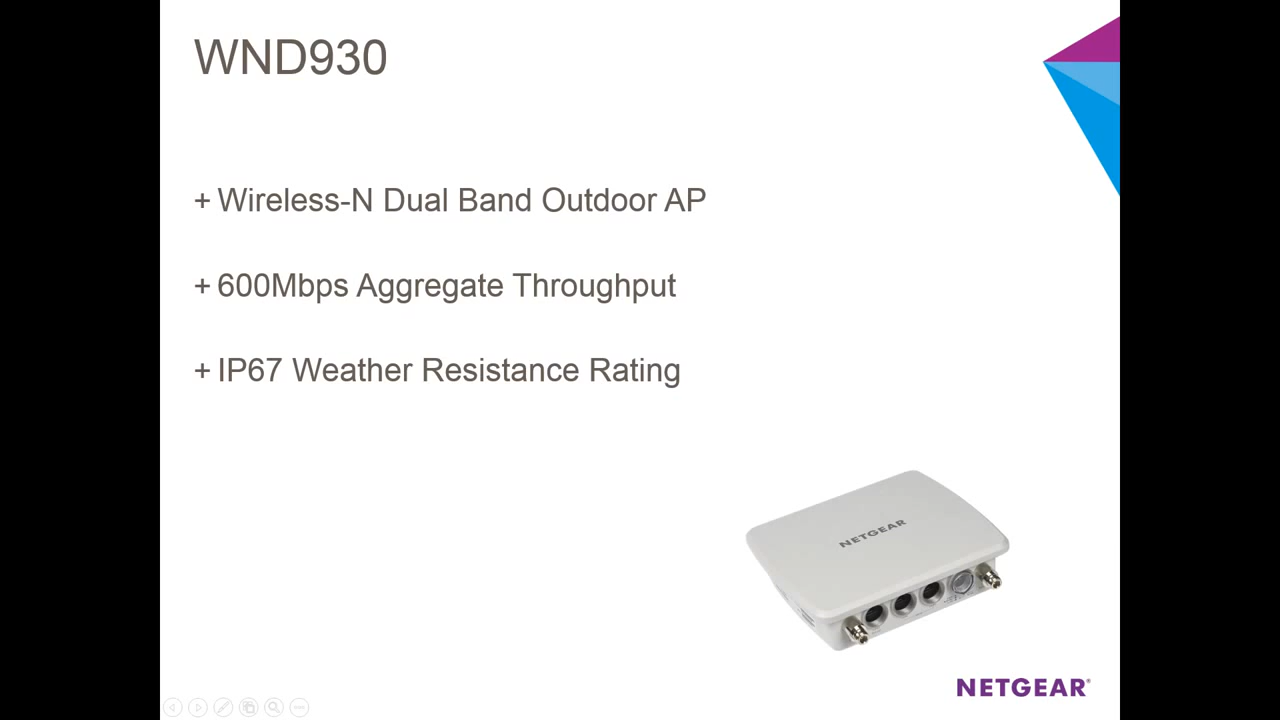 WND930
+ Wireless-N Dual Band Outdoor AP
+ 600Mbps Aggregate Throughput
+ IP67 Weather Resistance Rating
NETGEAR
NETGEAR®